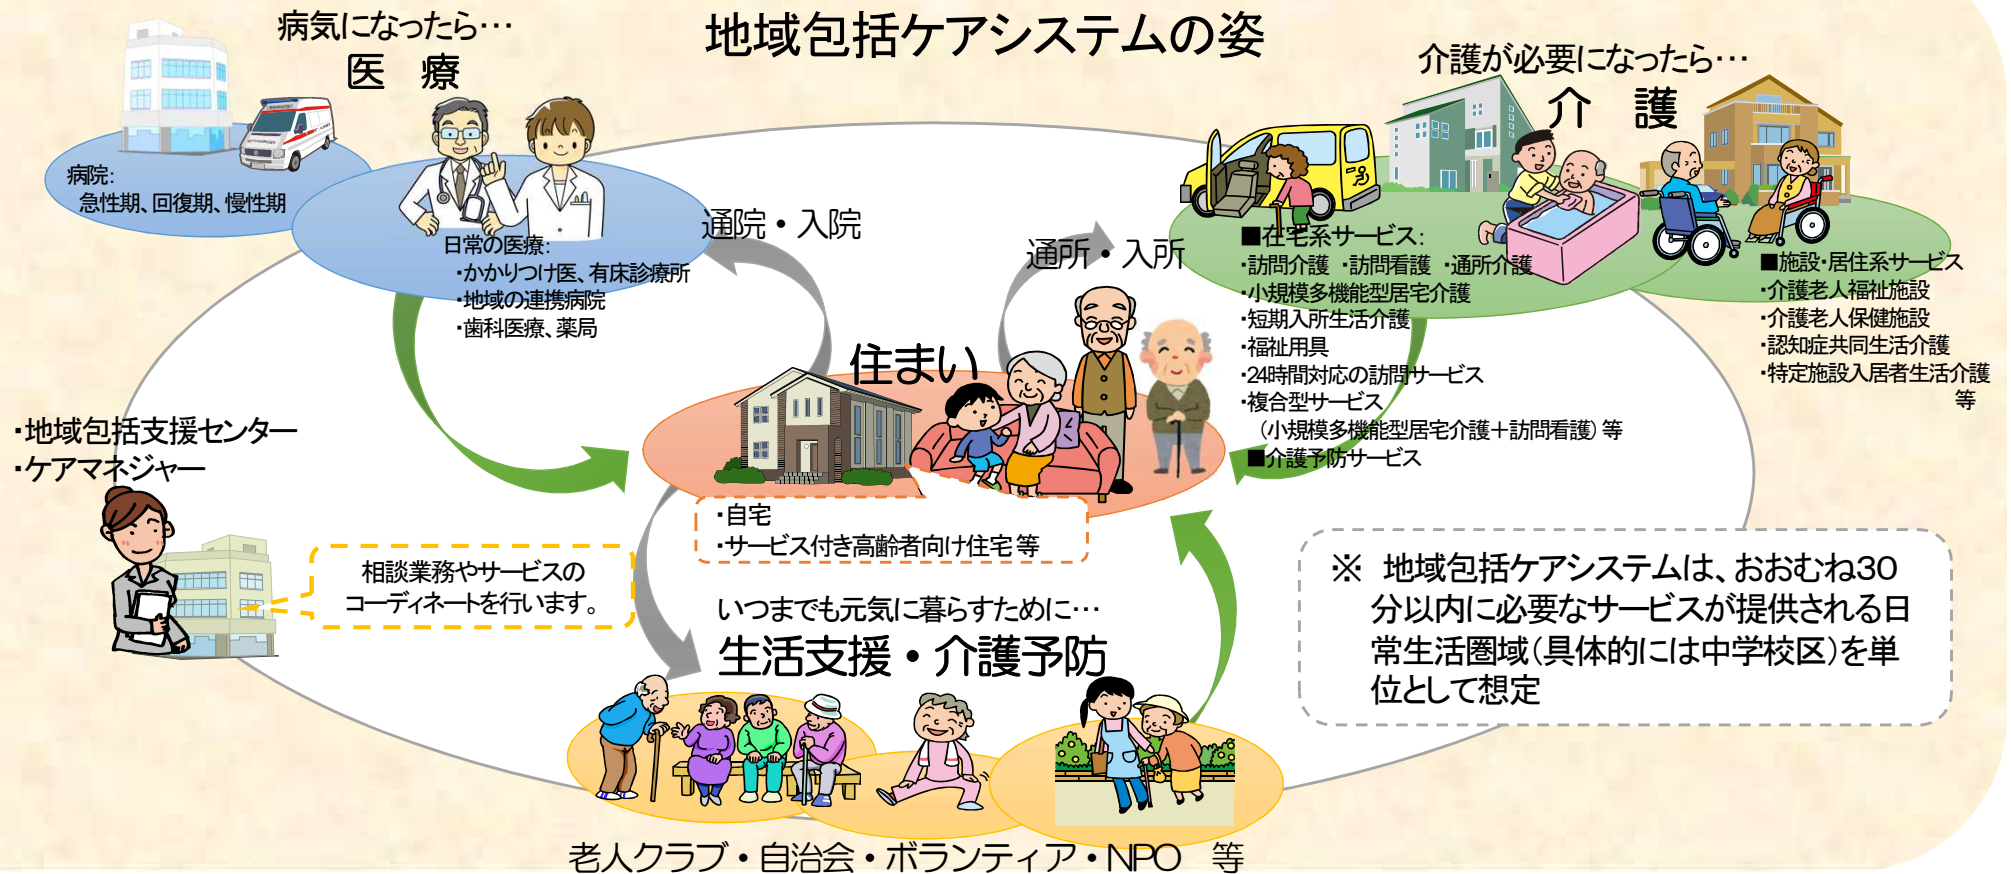 地域包括ケアシステムの姿
病気になったら…
医　療
病院:
急性期、回復期、慢性期
日常の医療:
・かかりつけ医、有床診療所
・地域の連携病院
・歯科医療、薬局
通院・入院
通所・入所
介護が必要になったら…
介　護
■在宅系サービス:
・訪問介護 ・訪問看護 ・通所介護
・小規模多機能型居宅介護
・短期入所生活介護
・福祉用具
・24時間対応の訪問サービス
・複合型サービス
（小規模多機能型居宅介護＋訪問看護）等
■介護予防サービス
■施設・居住系サービス
・介護老人福祉施設
・介護老人保健施設
・認知症共同生活介護
・特定施設入居者生活介護
等
住まい
・自宅
・サービス付き高齢者向け住宅 等
・地域包括支援センター
・ケアマネジャー
相談業務やサービスの
コーディネートを行います。
いつまでも元気に暮らすために…
生活支援・介護予防
老人クラブ・自治会・ボランティア・NPO　等
※　地域包括ケアシステムは、おおむね30
分以内に必要なサービスが提供される日
常生活圏域（具体的には中学校区）を単
位として想定